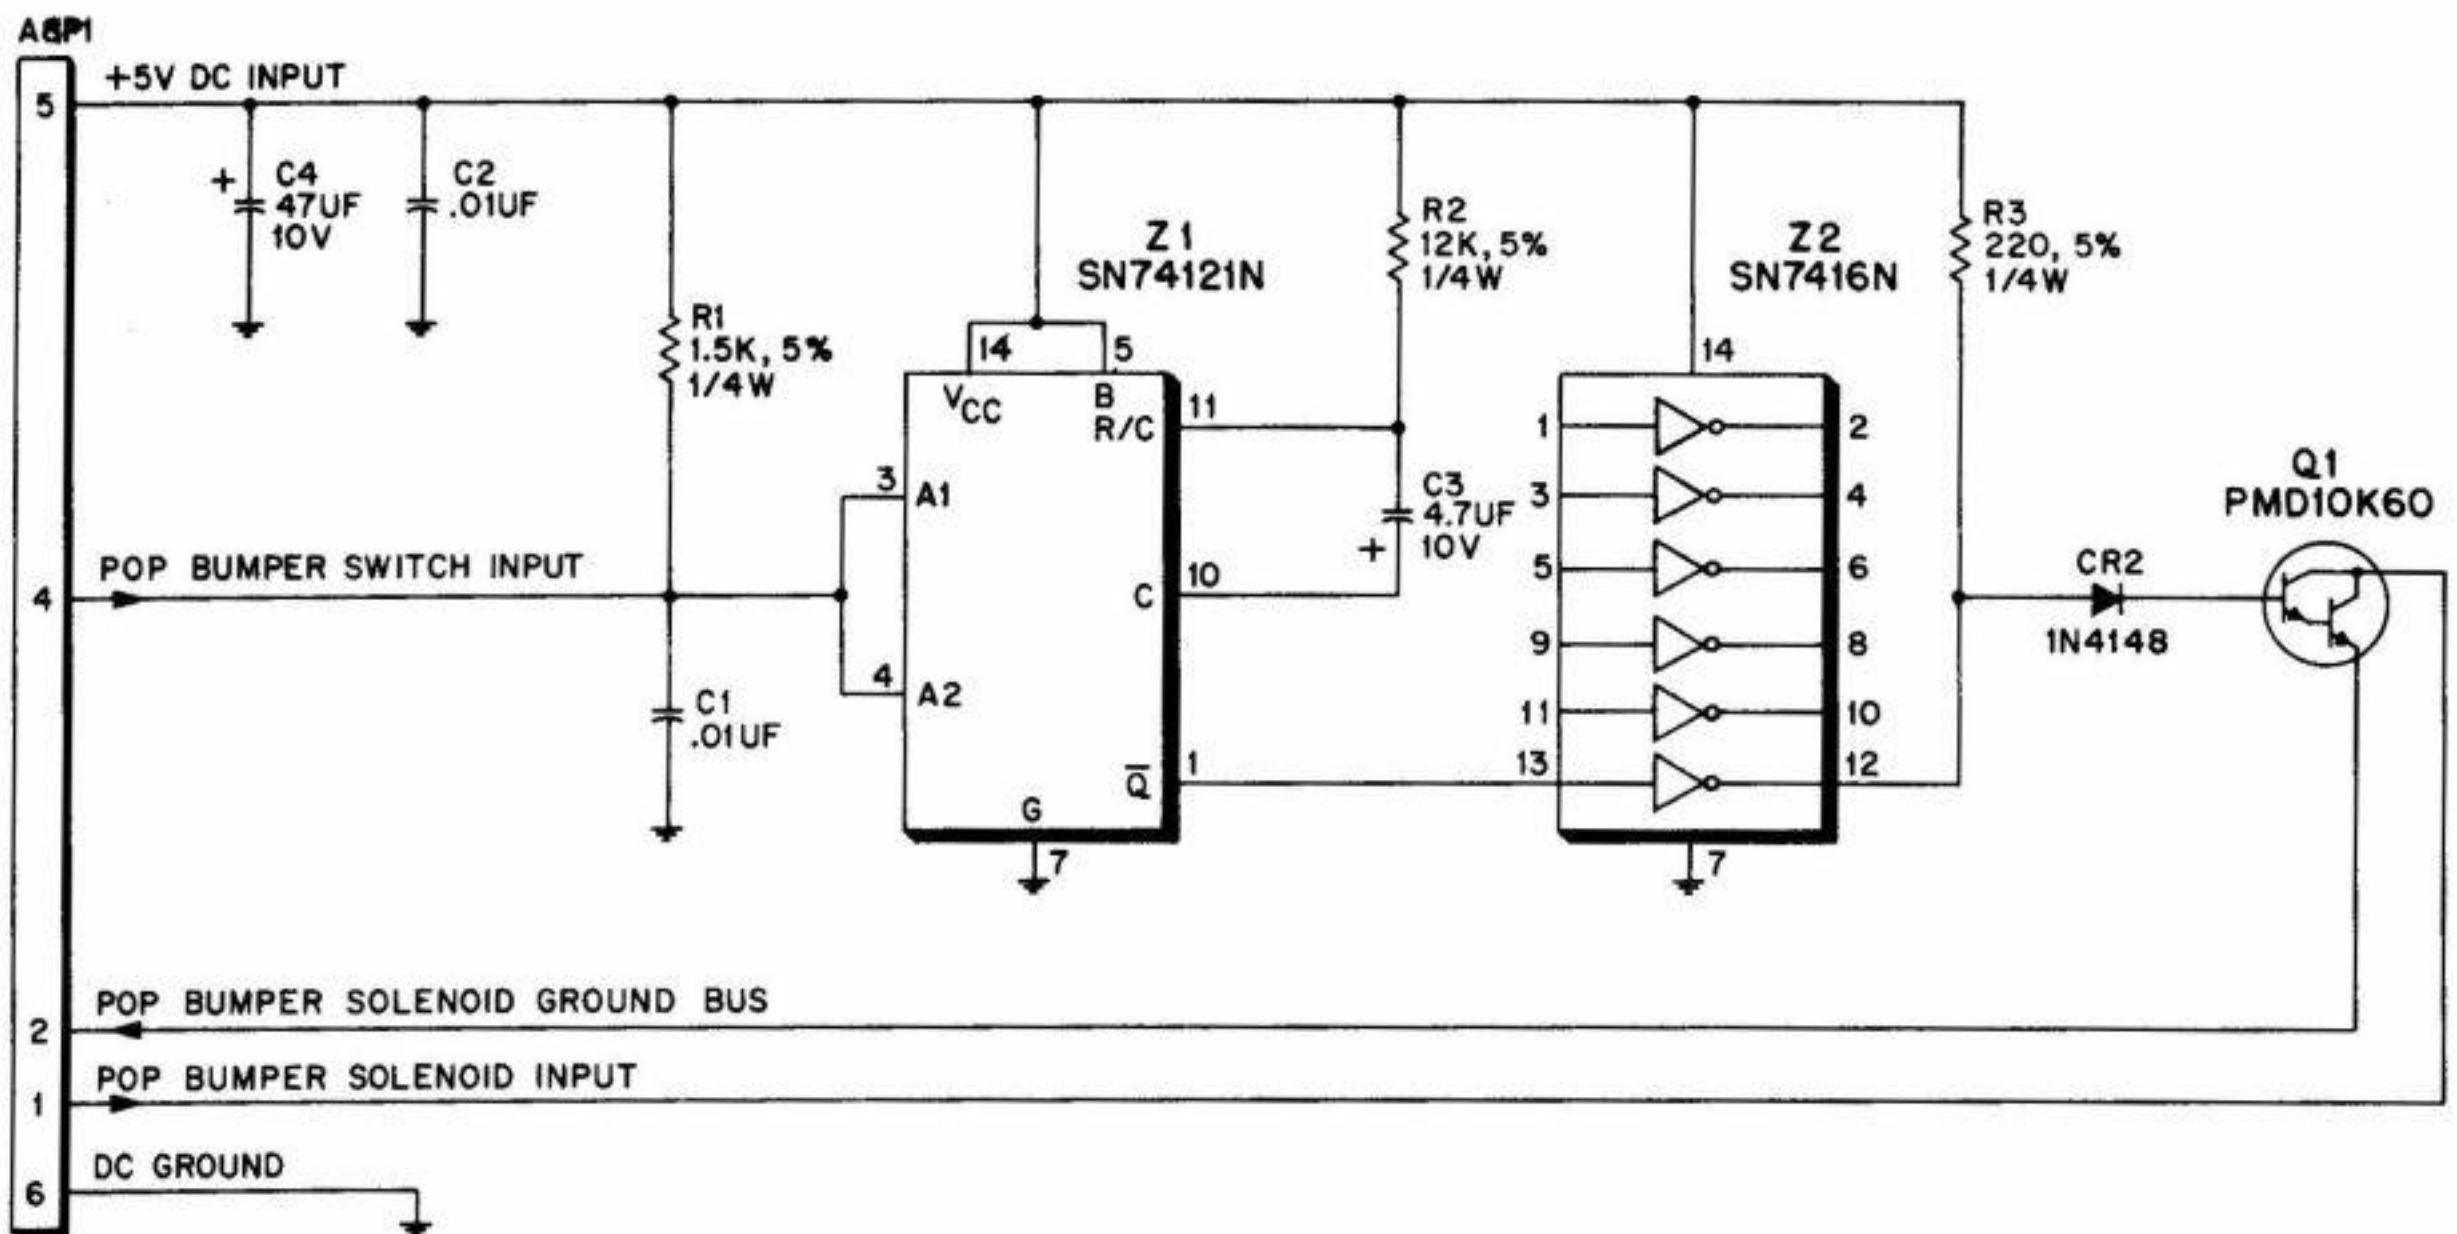 +5V DC INPUT
5
+ C4
47UF
10V
C2
.01UF
R1
1.5K, 5%
1/4W
Z1
SN74121N
R2
12K, 5%
1/4W
Z2
SN7416N
R3
220, 5%
1/4W
14
5
VCC
B
R/C
11
14
3
A1
C3
4.7UF
10V
+
1
2
3
4
5
6
9
8
11
10
13
12
Q1
PMD10K60
CR2
1N4148
POP BUMPER SWITCH INPUT
4
10
C
4
A2
C1
.01UF
Q̅
1
G
7
7
POP BUMPER SOLENOID GROUND BUS
2
POP BUMPER SOLENOID INPUT
1
DC GROUND
6